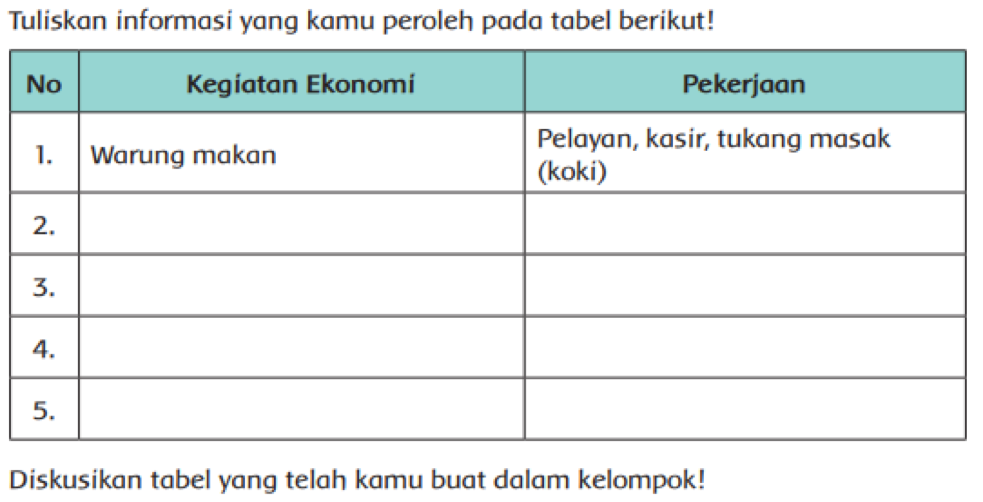 Tuliskan informasi yang kamu peroleh pada tabel berikut!
No Kegiatan Ekonomi Pekerjaan
1. Warung makan Pelayan, kasir, tukang masak
(koki)
2.
3.
4.
5.
Diskusikan tabel yang telah kamu buat dalam kelompok!